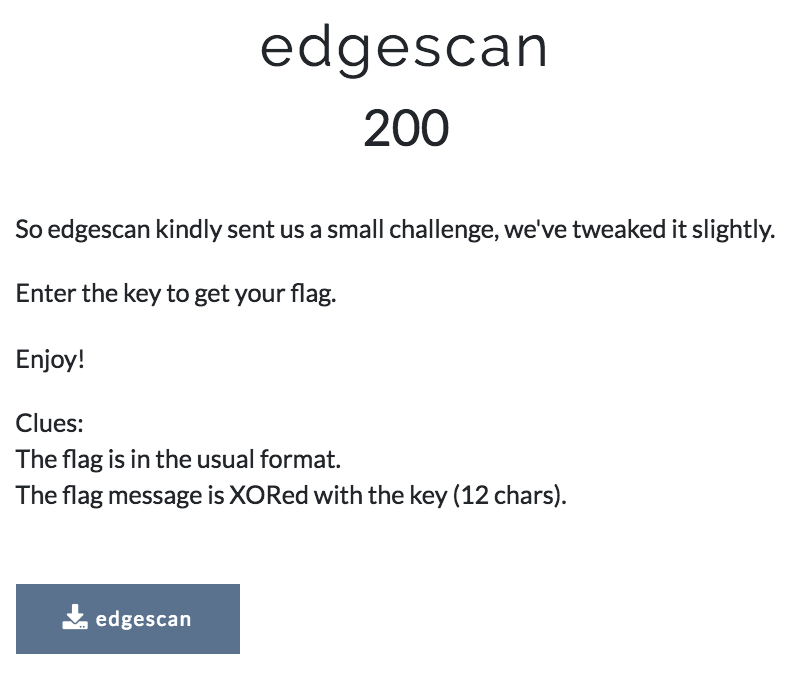 edgescan
200
So edgescan kindly sent us a small challenge, we've tweaked it slightly.
Enter the key to get your flag.
Enjoy!
Clues:
The flag is in the usual format.
The flag message is XORed with the key (12 chars).
edgescan